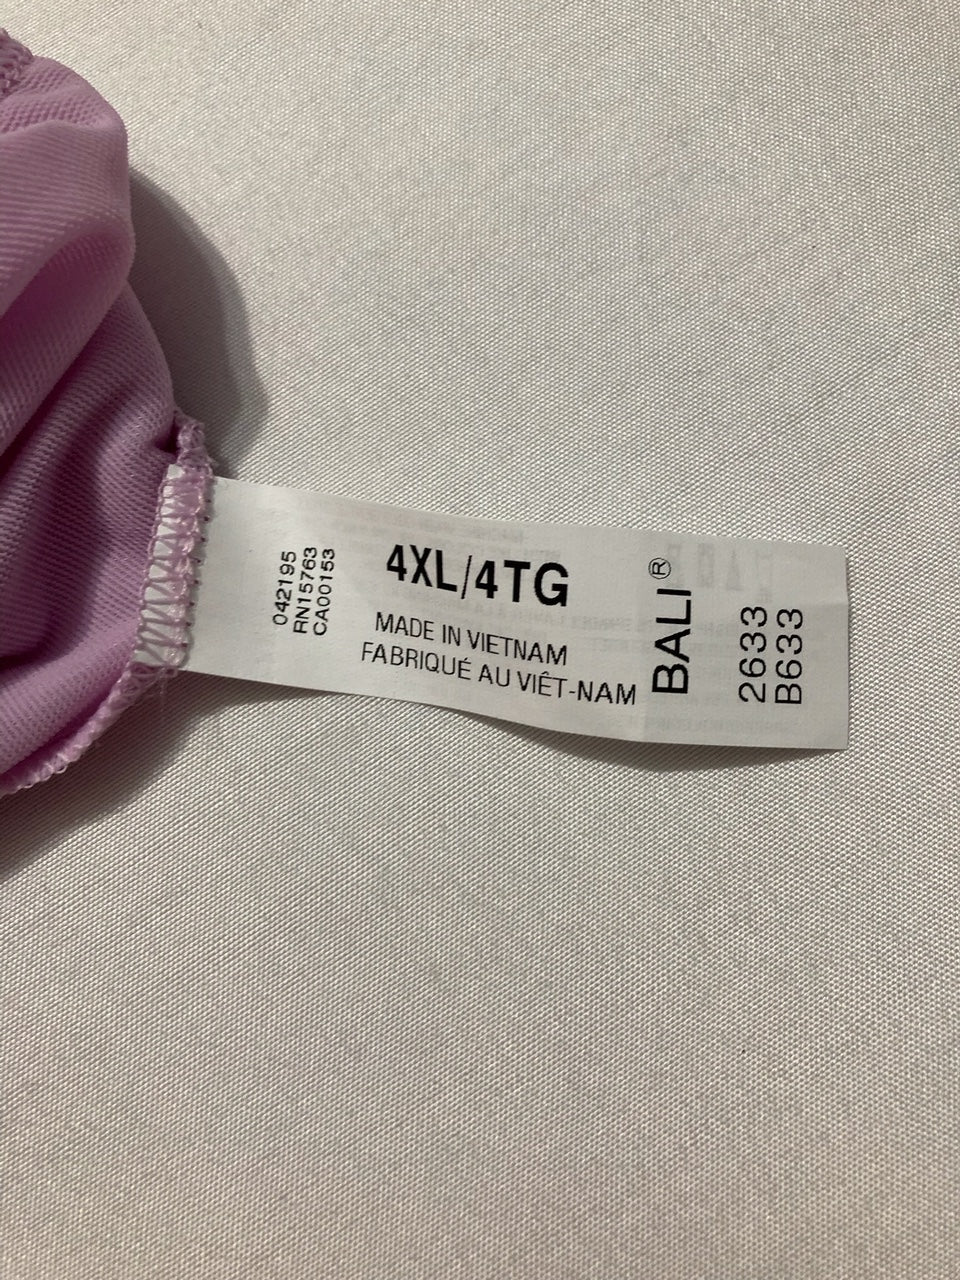 042195
RN15763
CA00153
4XL/4TG
MADE IN VIETNAM
FABRIQUÉ AU VIÊT-NAM
BALI®
2633
B633